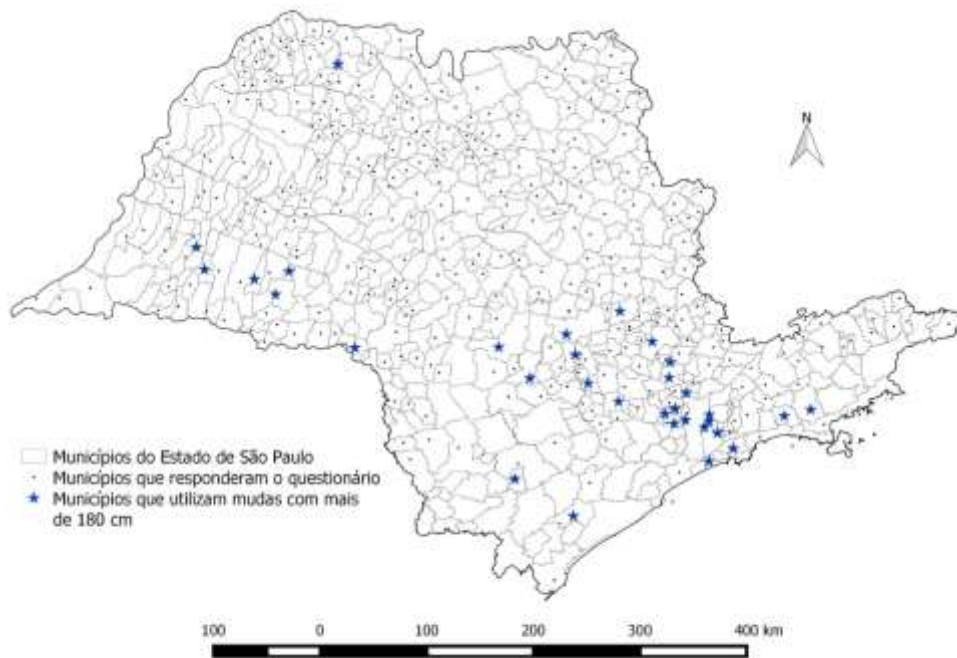 N
Municípios do Estado de São Paulo
Municípios que responderam o questionário
Municípios que utilizam mudas com mais
de 180 cm
100 0 100 200 300 400 km